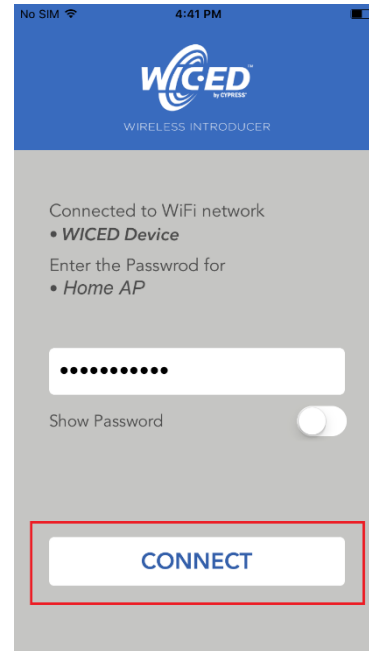 No SIM 4:41 PM
WICED™
by CYPRESS
WIRELESS INTRODUCER
Connected to WiFi network
• WICED Device
Enter the Passwrod for
• Home AP
•••••••••••
Show Password
CONNECT